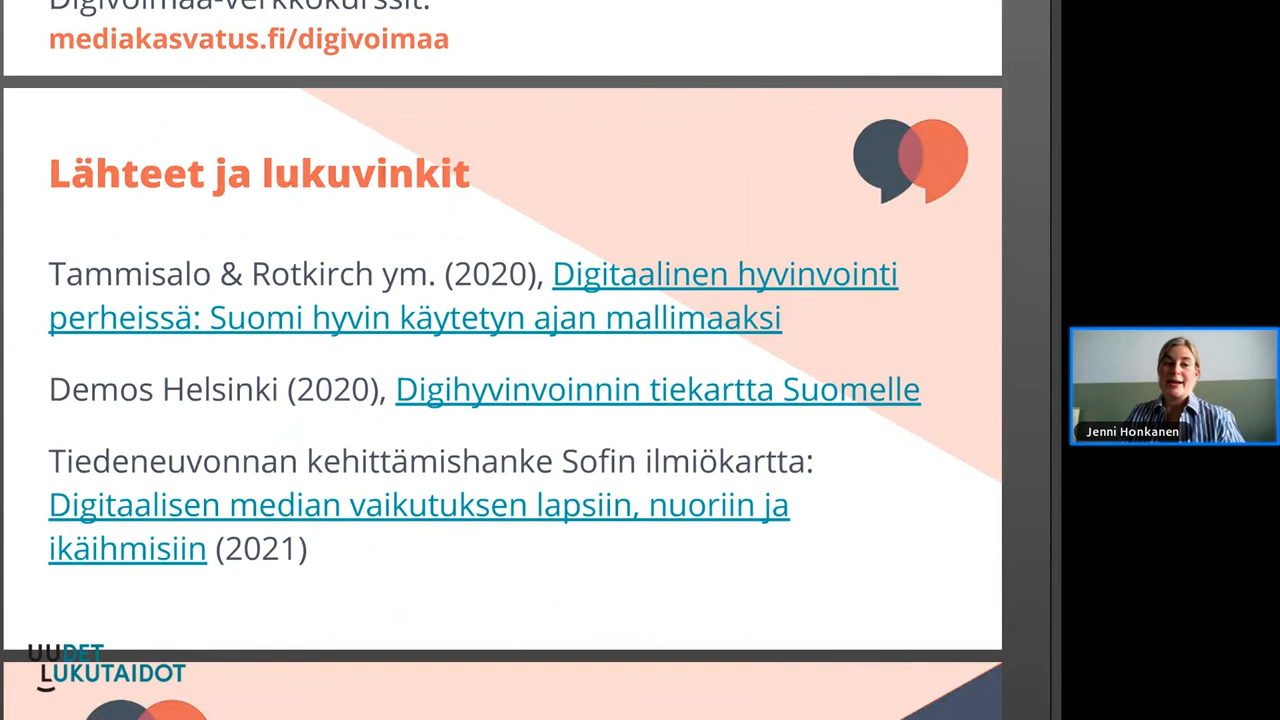 Digivoimaa-verkkokurssit:
mediakasvatus.fi/digivoimaa
Lähteet ja lukuvinkit
Tammisalo & Rotkirch ym. (2020), Digitaalinen hyvinvointi
perheissä: Suomi hyvin käytetyn ajan mallimaaksi
Demos Helsinki (2020), Digihyvinvoinnin tiekartta Suomelle
Tiedeneuvonnan kehittämishanke Sofin ilmiökartta:
Digitaalisen median vaikutuksen lapsiin, nuoriin ja
ikäihmisiin (2021)
Jenni Honkanen
UUDET
LUKUTAIDOT